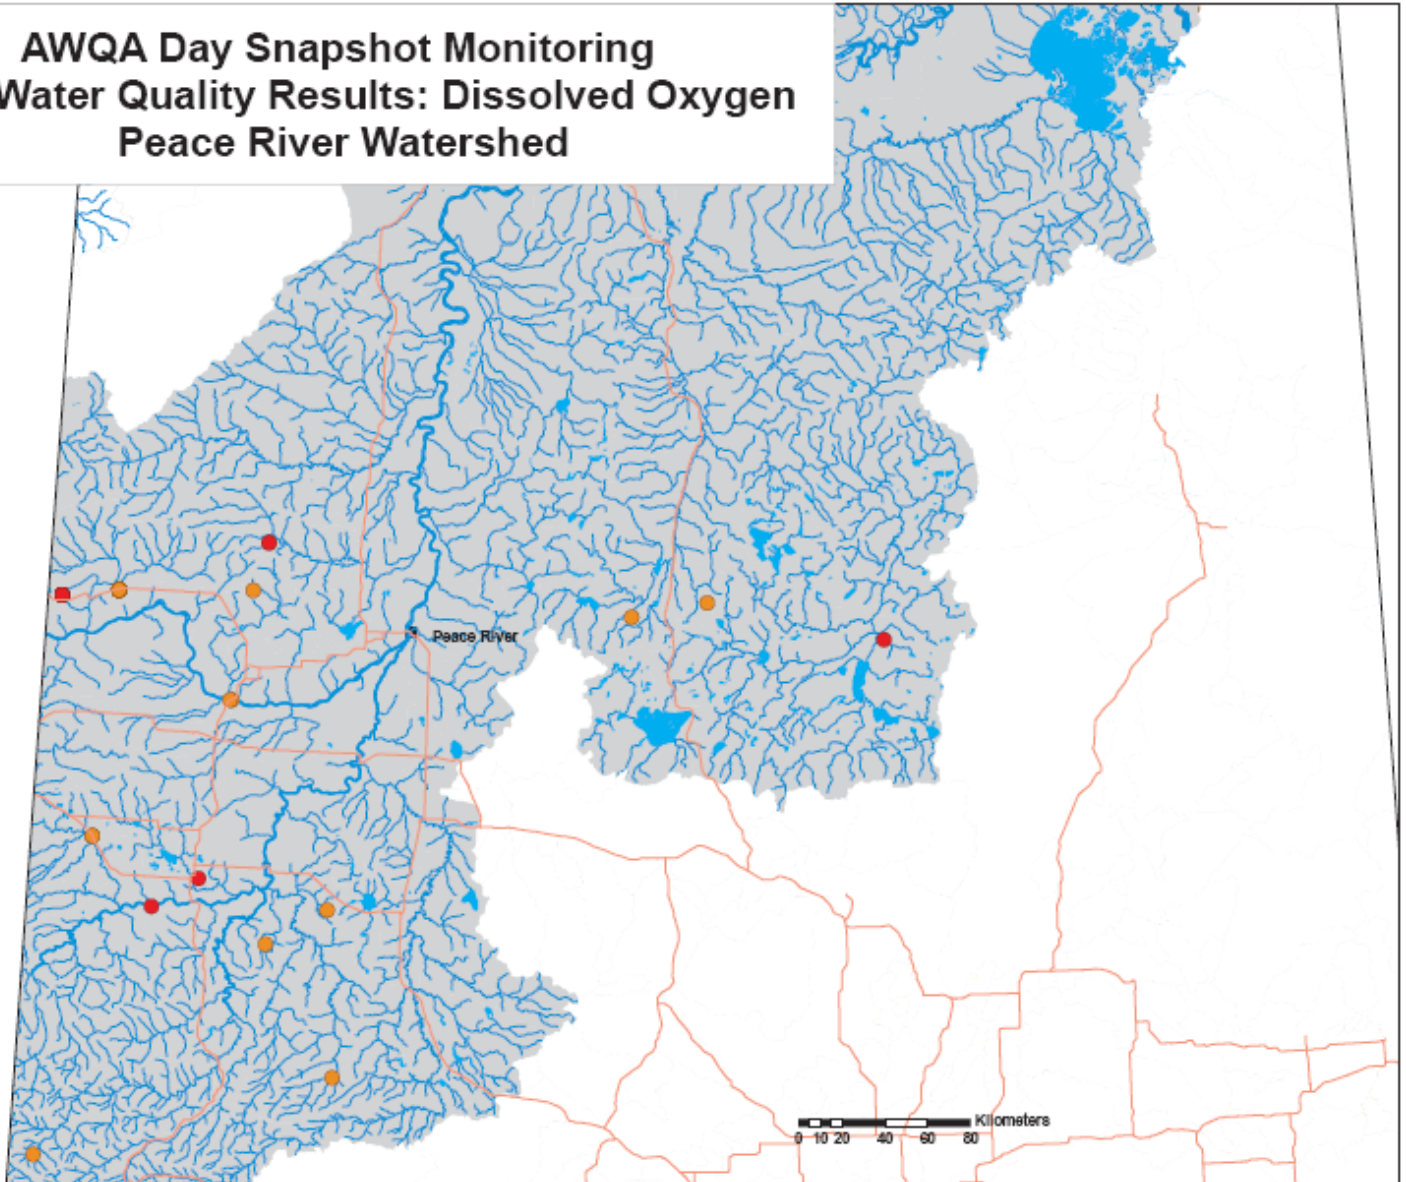 AWQA Day Snapshot Monitoring
Water Quality Results: Dissolved Oxygen
Peace River Watershed
Peace River
Kilometers
0 10 20 40 60 80